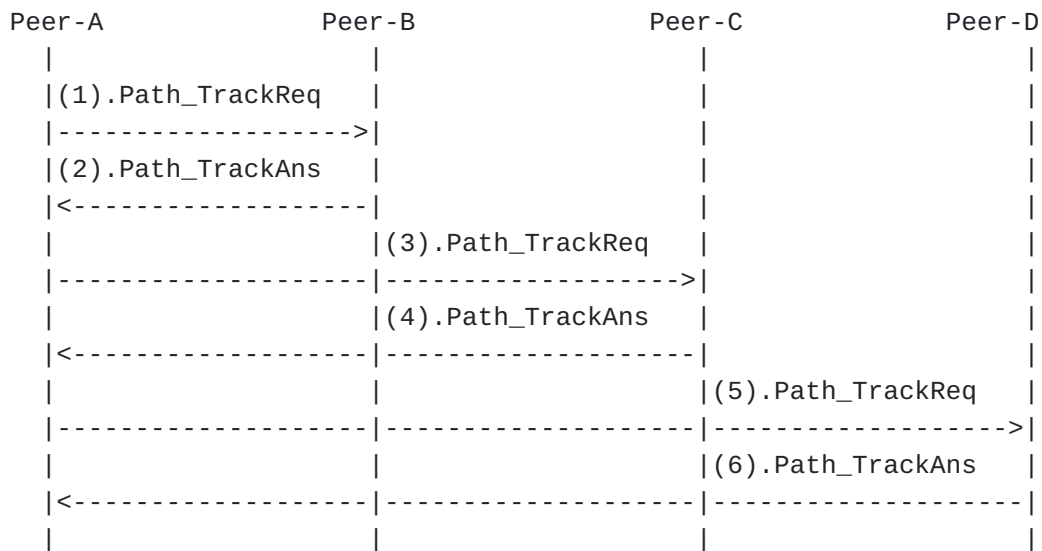 Peer-A Peer-B Peer-C Peer-D
(1).Path_TrackReq
(2).Path_TrackAns
(3).Path_TrackReq
(4).Path_TrackAns
(5).Path_TrackReq
(6).Path_TrackAns